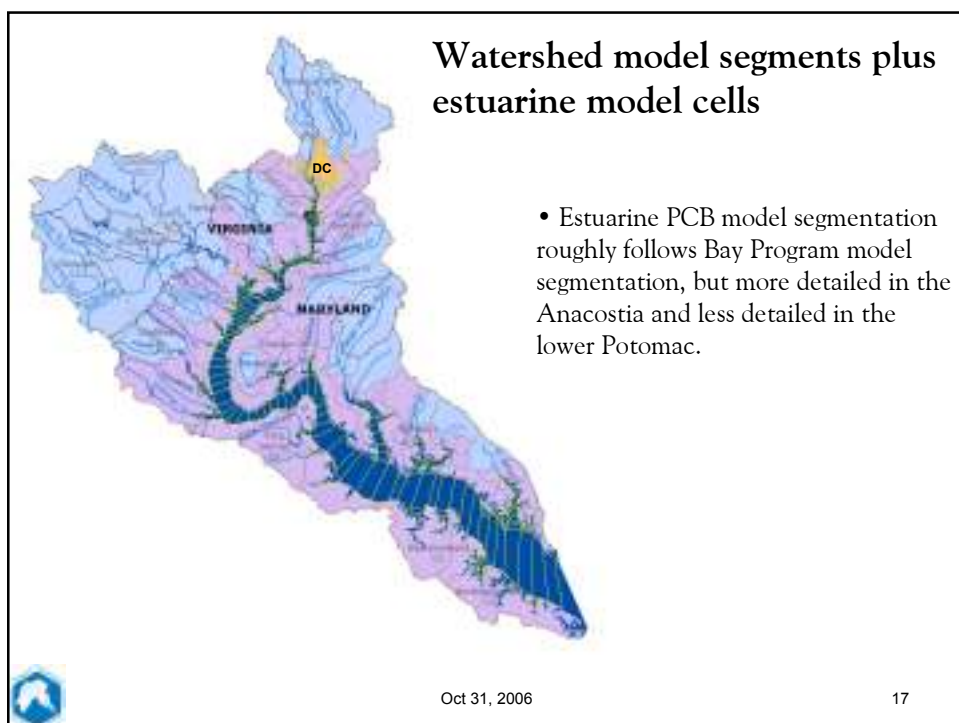 Watershed model segments plus
estuarine model cells
DC
VIRGINIA
MARYLAND
• Estuarine PCB model segmentation
roughly follows Bay Program model
segmentation, but more detailed in the
Anacostia and less detailed in the
lower Potomac.
Oct 31, 2006
17